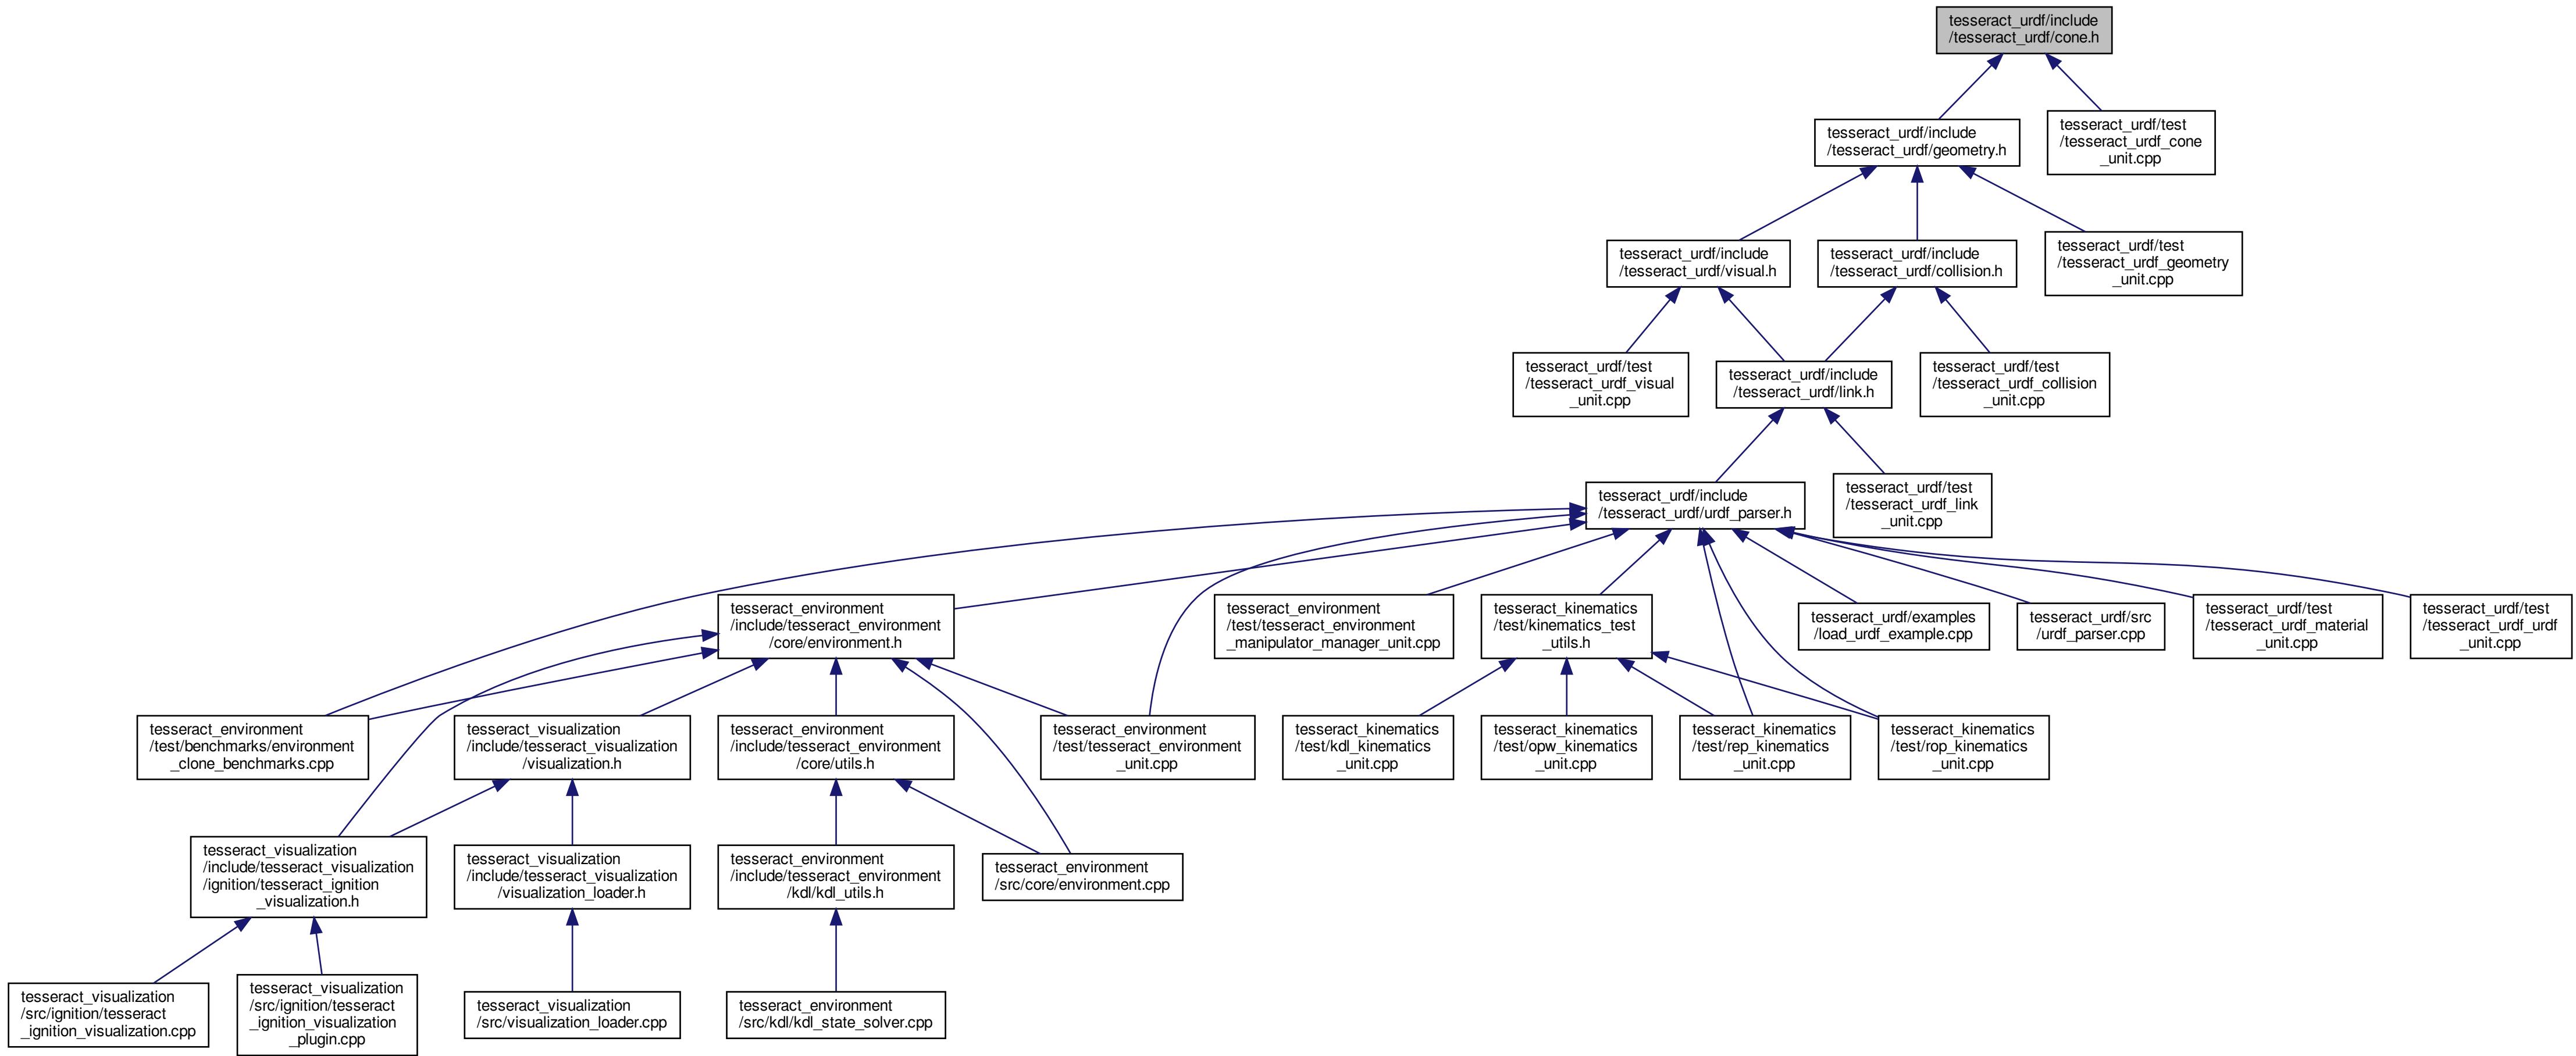 tesseract_urdf/include
/tesseract_urdf/cone.h
tesseract_urdf/include
/tesseract_urdf/geometry.h
tesseract_urdf/test
/tesseract_urdf_cone
_unit.cpp
tesseract_urdf/include
/tesseract_urdf/visual.h
tesseract_urdf/include
/tesseract_urdf/collision.h
tesseract_urdf/test
/tesseract_urdf_geometry
_unit.cpp
tesseract_urdf/test
/tesseract_urdf_visual
_unit.cpp
tesseract_urdf/include
/tesseract_urdf/link.h
tesseract_urdf/test
/tesseract_urdf_collision
_unit.cpp
tesseract_urdf/include
/tesseract_urdf/urdf_parser.h
tesseract_urdf/test
/tesseract_urdf_link
_unit.cpp
tesseract_environment
/include/tesseract_environment
/core/environment.h
tesseract_environment
/test/tesseract_environment
_manipulator_manager_unit.cpp
tesseract_kinematics
/test/kinematics_test
_utils.h
tesseract_urdf/examples
/load_urdf_example.cpp
tesseract_urdf/src
/urdf_parser.cpp
tesseract_urdf/test
/tesseract_urdf_material
_unit.cpp
tesseract_urdf/test
/tesseract_urdf_urdf
_unit.cpp
tesseract_environment
/test/benchmarks/environment
_clone_benchmarks.cpp
tesseract_visualization
/include/tesseract_visualization
/visualization.h
tesseract_environment
/include/tesseract_environment
/core/utils.h
tesseract_environment
/test/tesseract_environment
_unit.cpp
tesseract_kinematics
/test/kdl_kinematics
_unit.cpp
tesseract_kinematics
/test/opw_kinematics
_unit.cpp
tesseract_kinematics
/test/rep_kinematics
_unit.cpp
tesseract_kinematics
/test/rop_kinematics
_unit.cpp
tesseract_visualization
/include/tesseract_visualization
/ignition/tesseract_ignition
_visualization.h
tesseract_visualization
/include/tesseract_visualization
/visualization_loader.h
tesseract_environment
/include/tesseract_environment
/kdl/kdl_utils.h
tesseract_environment
/src/core/environment.cpp
tesseract_visualization
/src/ignition/tesseract
_ignition_visualization.cpp
tesseract_visualization
/src/ignition/tesseract
_ignition_visualization
_plugin.cpp
tesseract_visualization
/src/visualization_loader.cpp
tesseract_environment
/src/kdl/kdl_state_solver.cpp